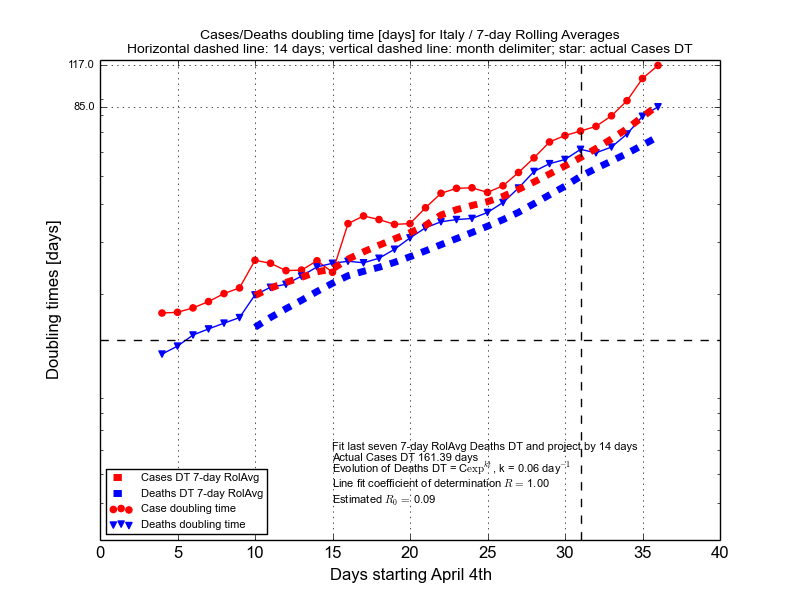 Cases/Deaths doubling time [days] for Italy / 7-day Rolling Averages
Horizontal dashed line: 14 days; vertical dashed line: month delimiter; star: actual Cases DT
117.0
85.0
Doubling times [days]
Fit last seven 7-day RolAvg Deaths DT and project by 14 days
Actual Cases DT 161.39 days
Evolution of Deaths DT = Cexp^{kt}, k = 0.06 day^{-1}
Line fit coefficient of determination R = 1.00
Estimated R_0 = 0.09
Cases DT 7-day RolAvg
Deaths DT 7-day RolAvg
Case doubling time
Deaths doubling time
0 5 10 15 20 25 30 35 40
Days starting April 4th